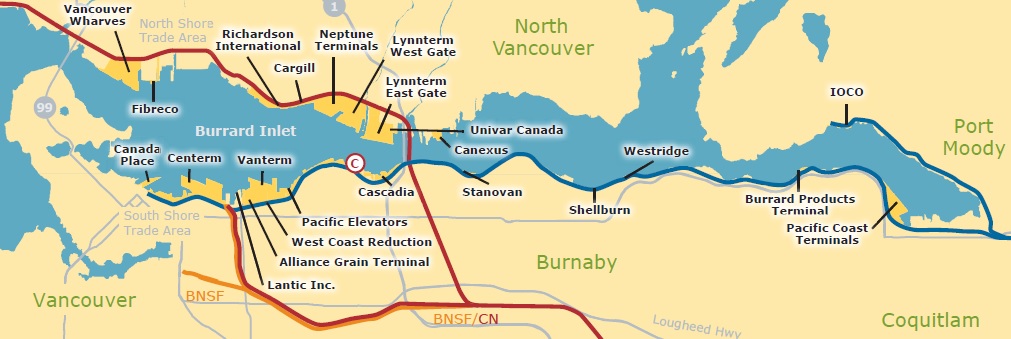 Vancouver
Wharves
1
North Shore
Trade Area
Richardson
International
Neptune
Terminals
Lynnterm
West Gate
North
Vancouver
Cargill
Lynnterm
East Gate
99
Fibreco
IOCO
Burrard Inlet
Univar Canada
Port
Moody
Canada
Place
Centerm
Vanterm
C
Canexus
Westridge
Cascadia
Stanovan
Shellburn
Burrard Products
Terminal
South Shore
Trade Area
Pacific Elevators
West Coast Reduction
Pacific Coast
Terminals
Alliance Grain Terminal
Burnaby
Lantic Inc.
Vancouver
BNSF
BNSF/CN
Lougheed Hwy
Coquitlam